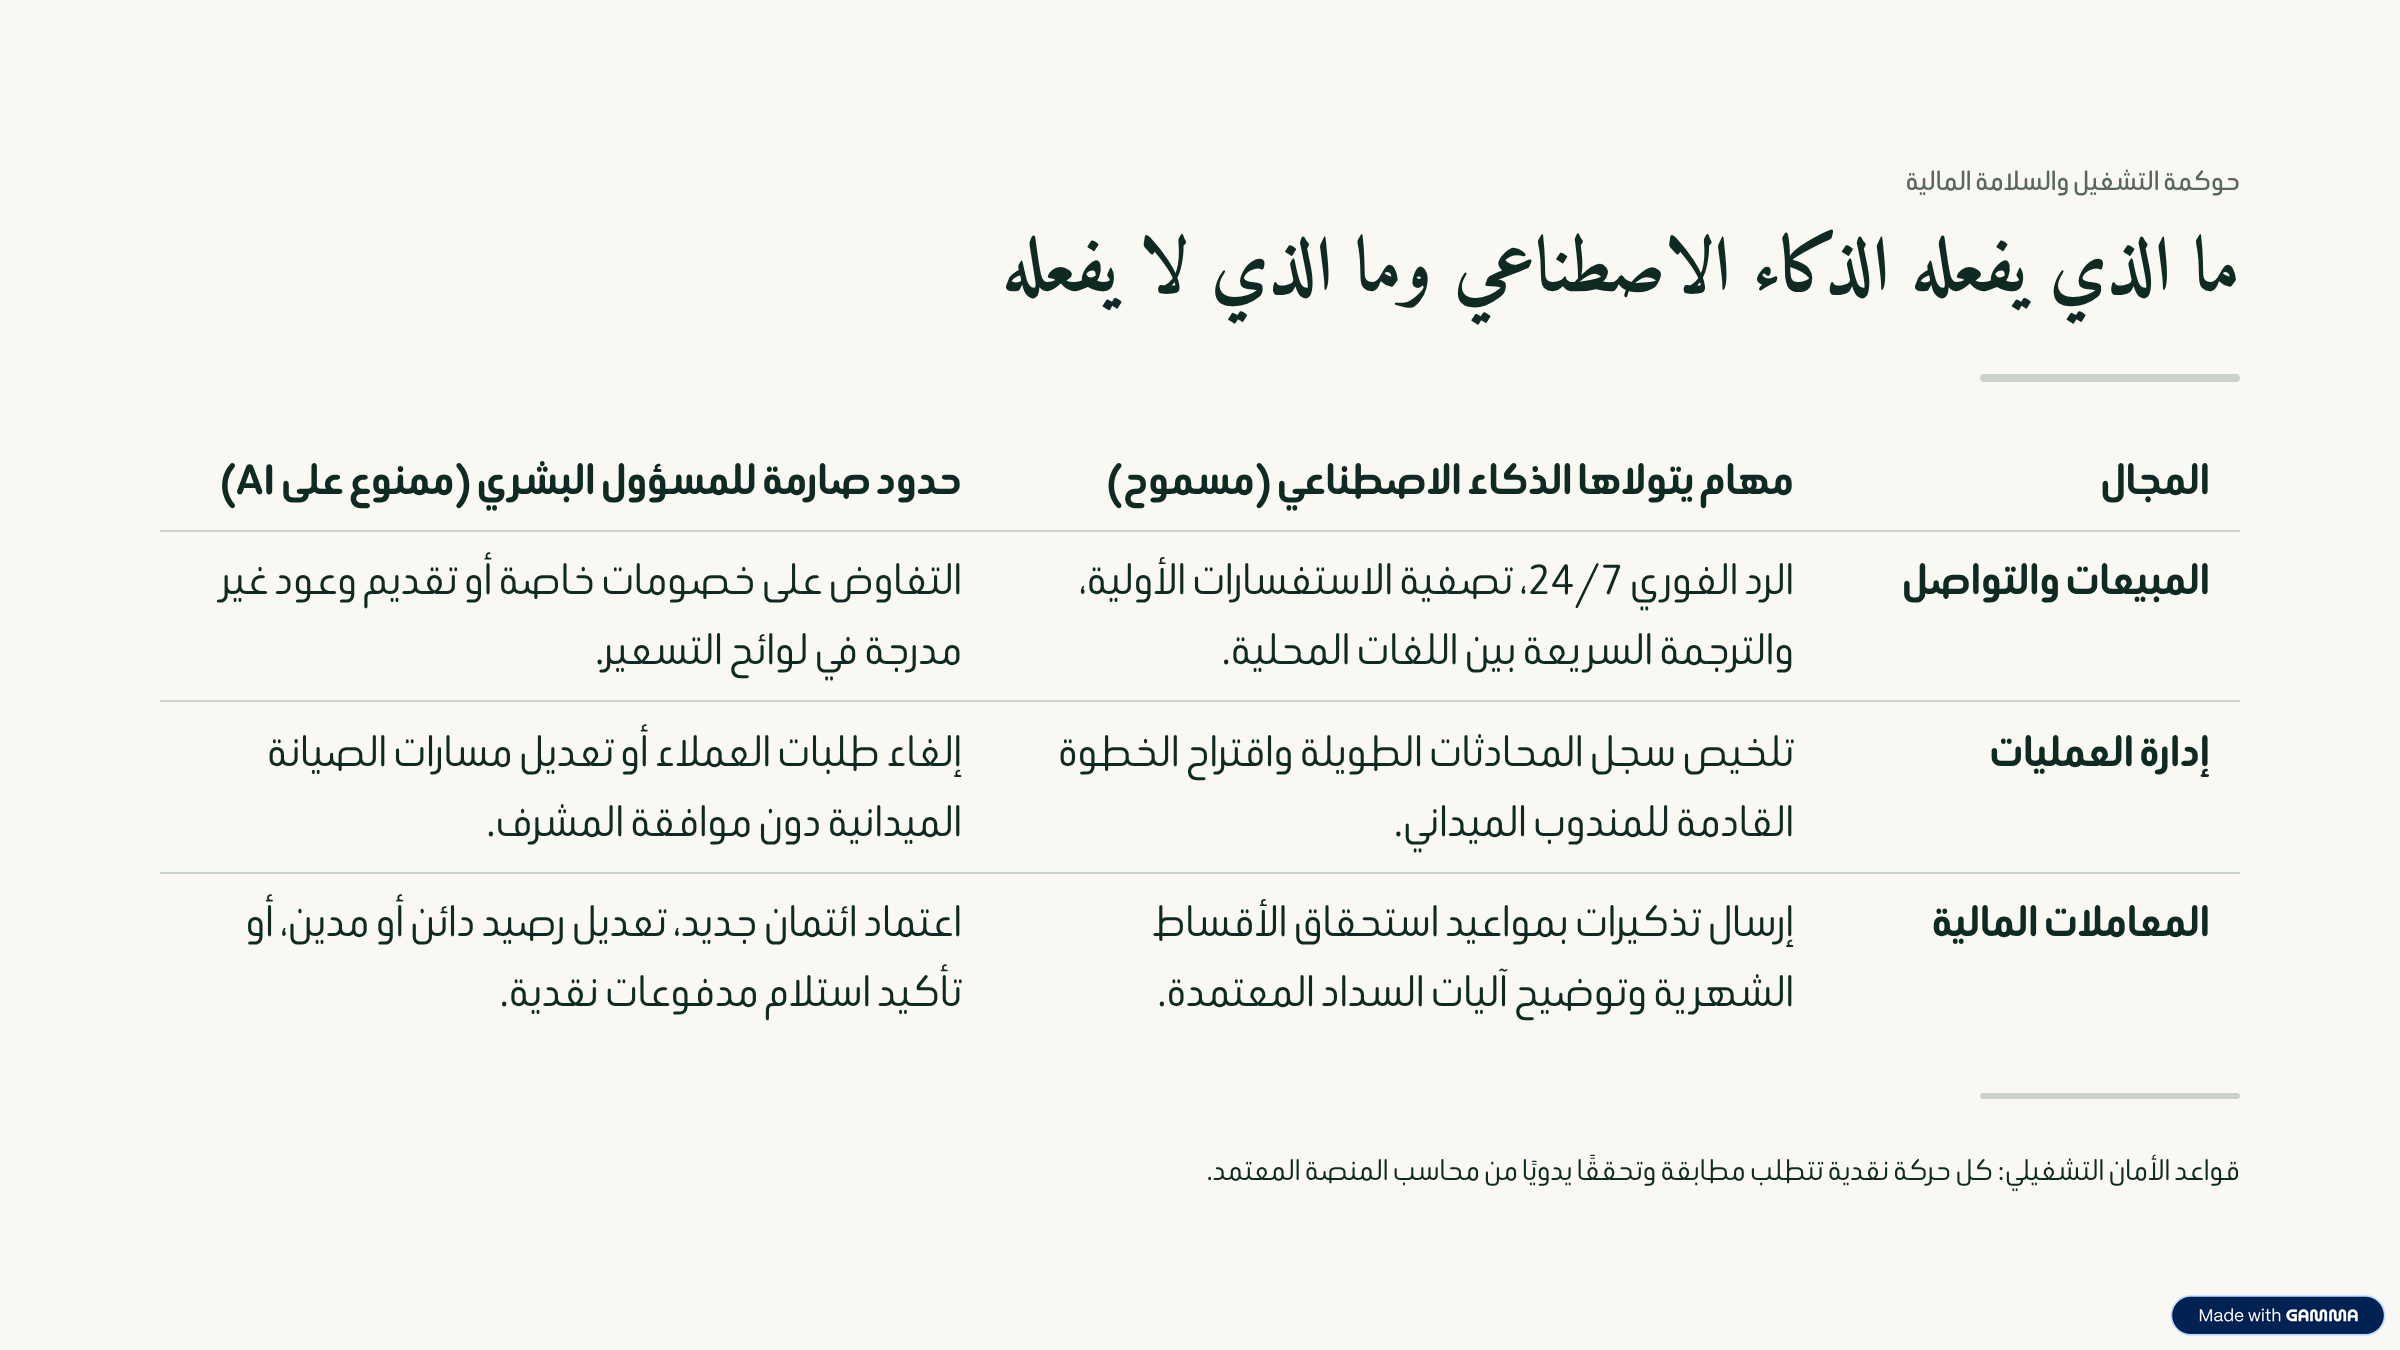 حوكمة التشغيل والسلامة المالية
ما الذي يفعله الذكاء الاصطناعي وما الذي لا يفعله
المجال
مهام يتولاها الذكاء الاصطناعي (مسموح)
حدود صارمة للمسؤول البشري (ممنوع على AI)
المبيعات والتواصل
الرد الفوري 24/7، تصفية الاستفسارات الأولية،
والترجمة السريعة بين اللغات المحلية.
التفاوض على خصومات خاصة أو تقديم وعود غير
مدرجة في لوائح التسعير.
إدارة العمليات
تلخيص سجل المحادثات الطويلة واقتراح الخطوة
القادمة للمندوب الميداني.
إلغاء طلبات العملاء أو تعديل مسارات الصيانة
الميدانية دون موافقة المشرف.
المعاملات المالية
إرسال تذكيرات بمواعيد استحقاق الأقساط
الشهرية وتوضيح آليات السداد المعتمدة.
اعتماد ائتمان جديد، تعديل رصيد دائن أو مدين، أو
تأكيد استلام مدفوعات نقدية.
قواعد الأمان التشغيلي: كل حركة نقدية تتطلب مطابقة وتحققًا يدويًا من محاسب المنصة المعتمد.
Made with GAMMA